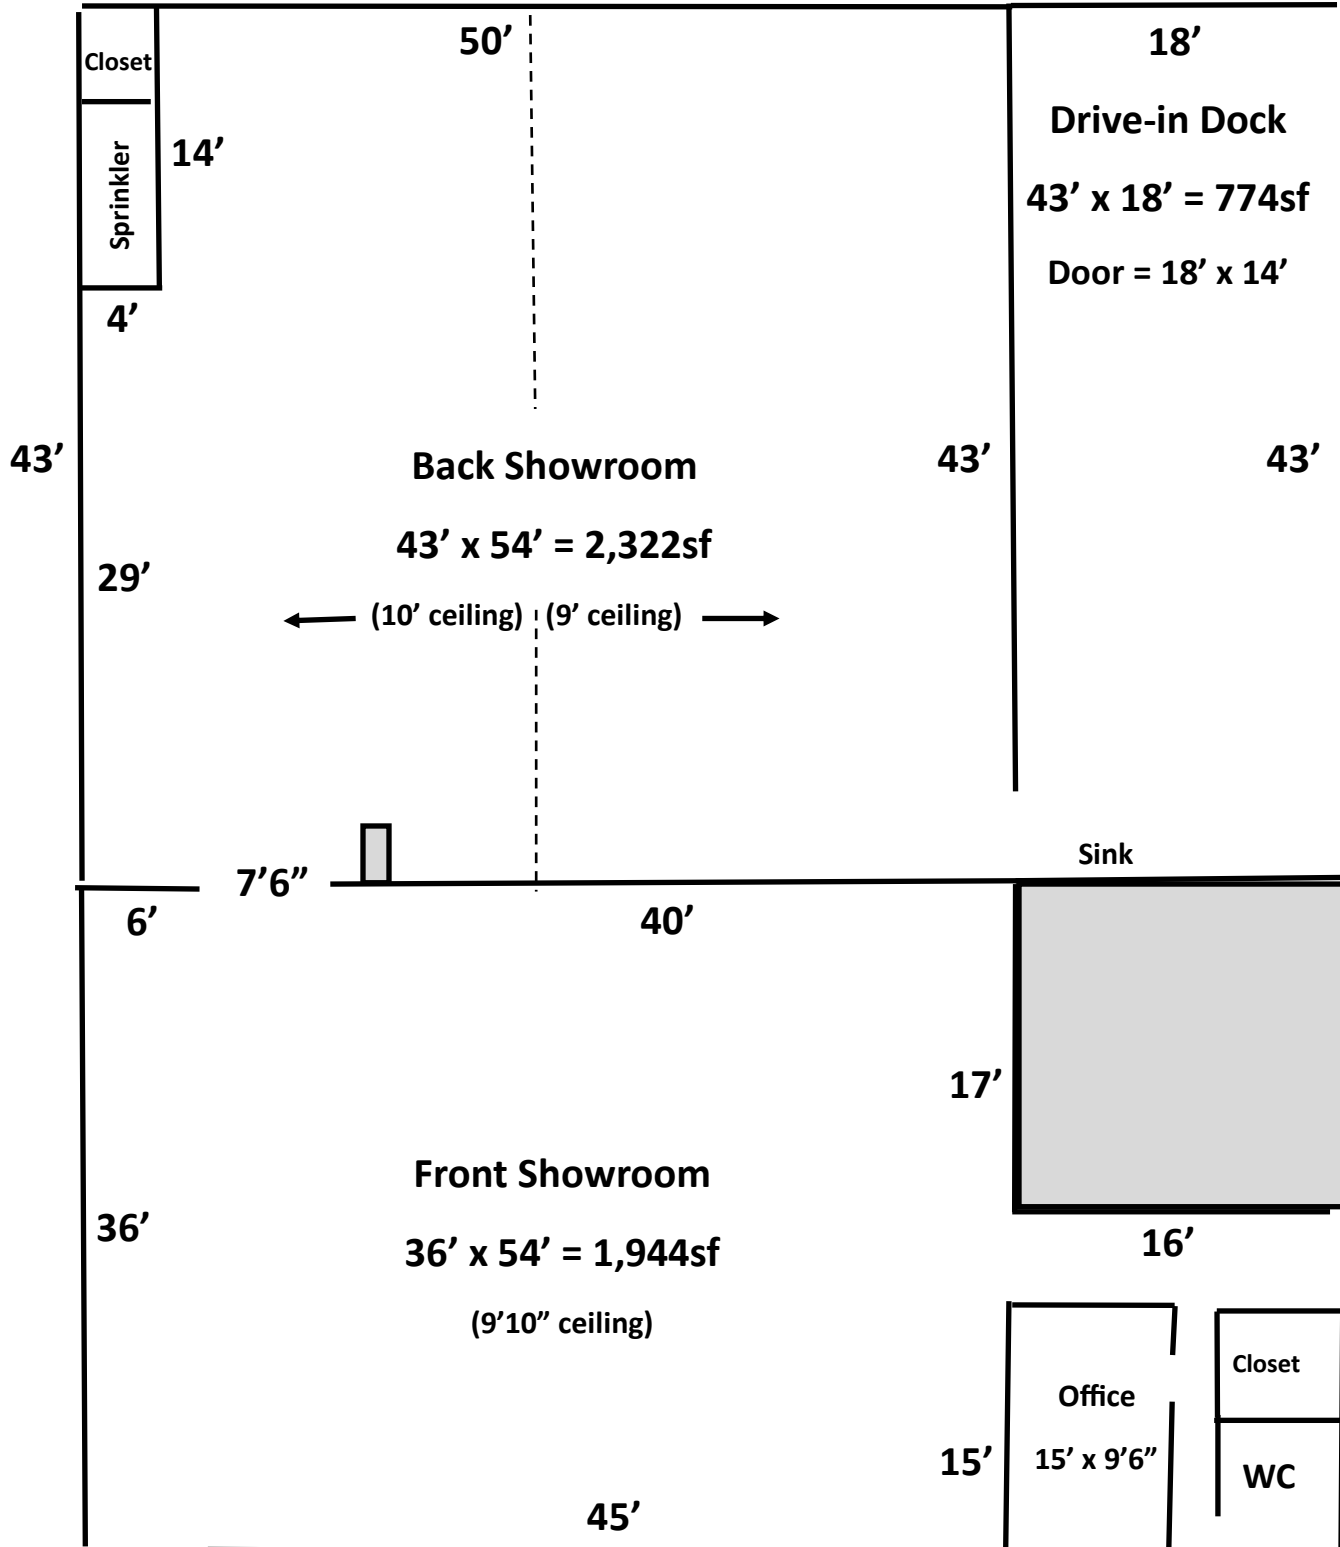 50’
18’
Closet
Drive-in Dock
14’
Sprinkler
43’ x 18’ = 774sf
Door = 18’ x 14’
4’
43’
Back Showroom
43’
43’
43’ x 54’ = 2,322sf
29’
(10’ ceiling) (9’ ceiling)
Sink
7’6”
6’
40’
17’
Front Showroom
36’
36’ x 54’ = 1,944sf
16’
(9’10” ceiling)
Closet
Office
15’
15’ x 9’6”
WC
45’